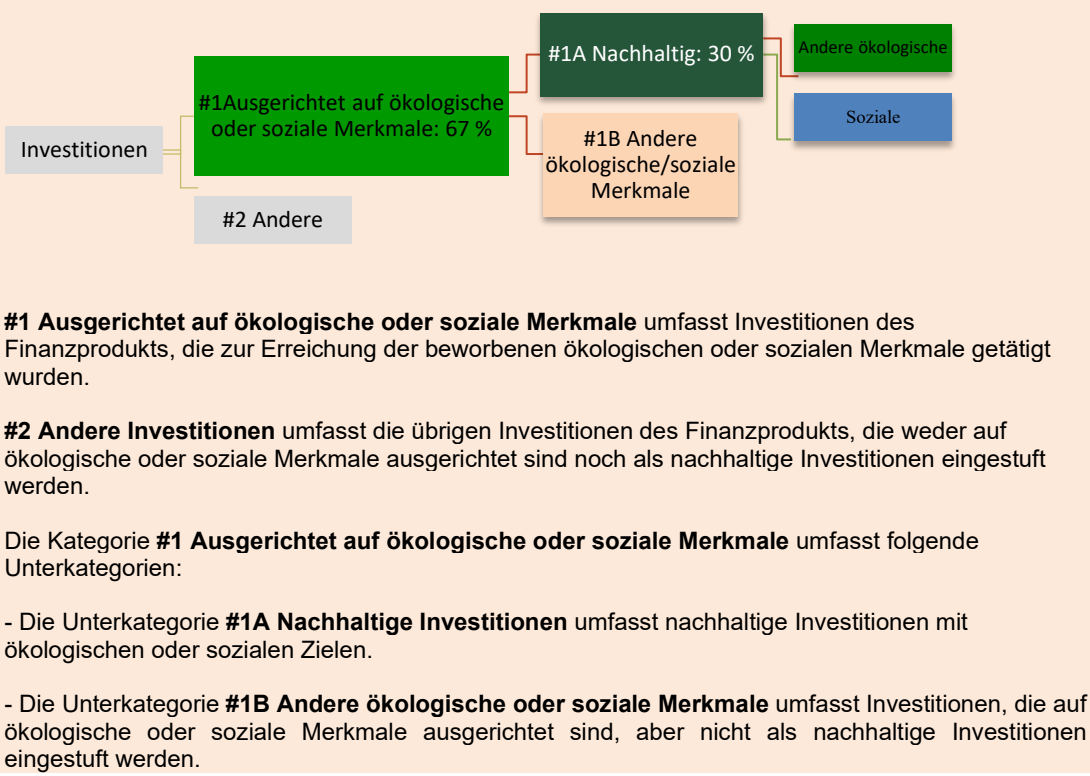 #1A Nachhaltig: 30 %
Andere ökologische
#1Ausgerichtet auf ökologische
oder soziale Merkmale: 67 %
Soziale
Investitionen
#1B Andere
ökologische/soziale
Merkmale
#2 Andere
#1 Ausgerichtet auf ökologische oder soziale Merkmale umfasst Investitionen des
Finanzprodukts, die zur Erreichung der beworbenen ökologischen oder sozialen Merkmale getätigt
wurden.
#2 Andere Investitionen umfasst die übrigen Investitionen des Finanzprodukts, die weder auf
ökologische oder soziale Merkmale ausgerichtet sind noch als nachhaltige Investitionen eingestuft
werden.
Die Kategorie #1 Ausgerichtet auf ökologische oder soziale Merkmale umfasst folgende
Unterkategorien:
- Die Unterkategorie #1A Nachhaltige Investitionen umfasst nachhaltige Investitionen mit
ökologischen oder sozialen Zielen.
- Die Unterkategorie #1B Andere ökologische oder soziale Merkmale umfasst Investitionen, die auf
ökologische oder soziale Merkmale ausgerichtet sind, aber nicht als nachhaltige Investitionen
eingestuft werden.